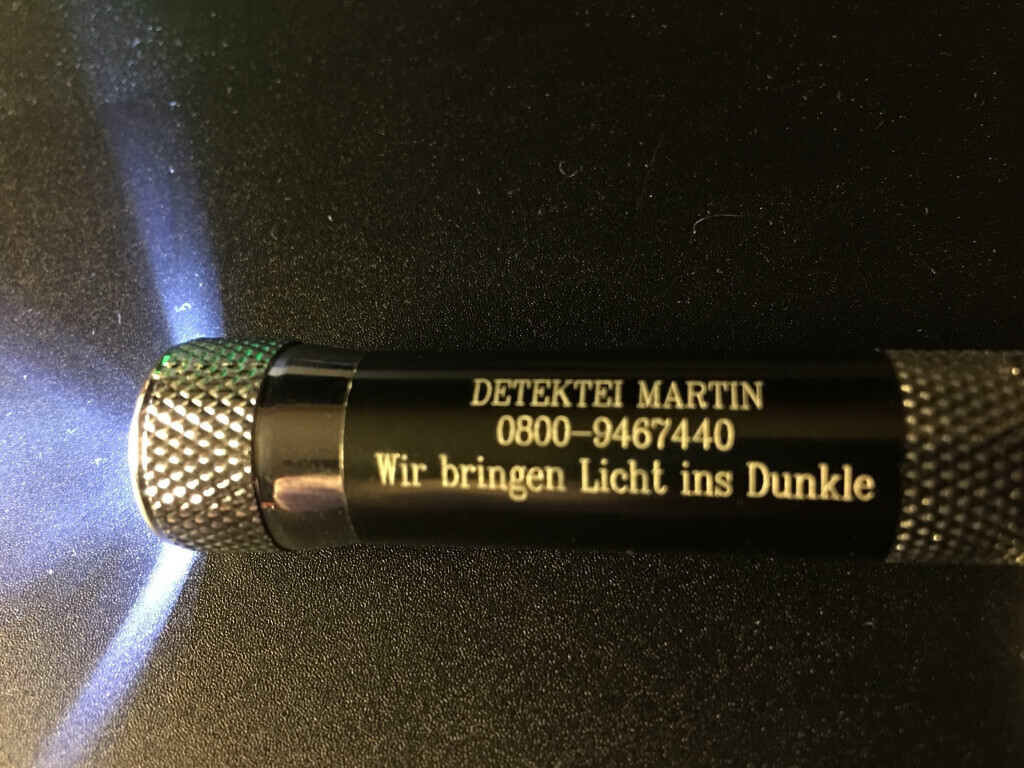 DETEKTEI MARTIN
0800-9467440
Wir bringen Licht ins Dunkle